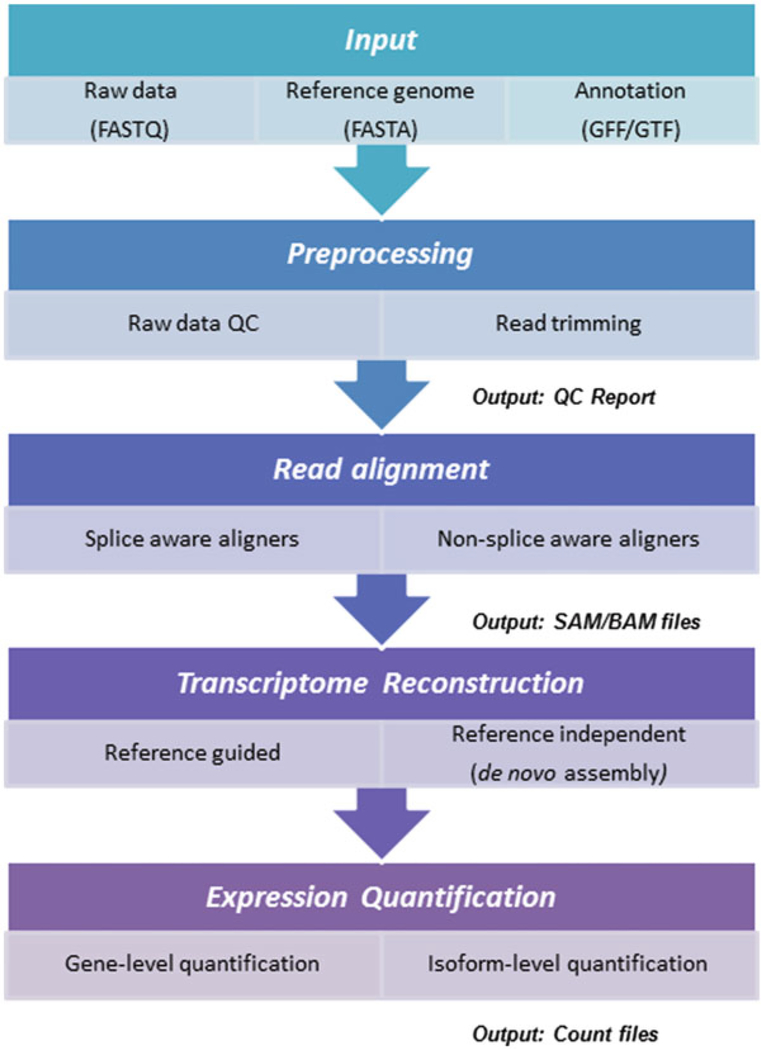 Input
Raw data
(FASTQ)
Reference genome
(FASTA)
Annotation
(GFF/GTF)
Preprocessing
Raw data QC
Read trimming
Output: QC Report
Read alignment
Splice aware aligners
Non-splice aware aligners
Output: SAM/BAM files
Transcriptome Reconstruction
Reference guided
Reference independent
(de novo assembly)
Expression Quantification
Gene-level quantification
Isoform-level quantification
Output: Count files